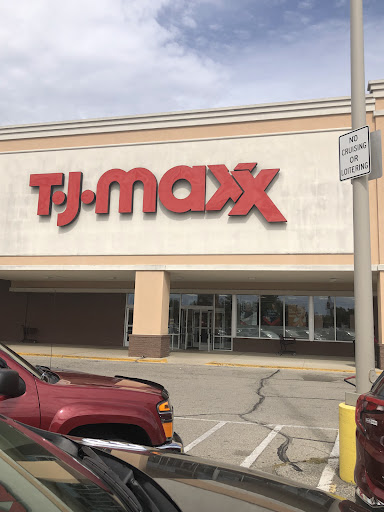 T.J.maxx
NO
CRUISING
OR
LOITERING